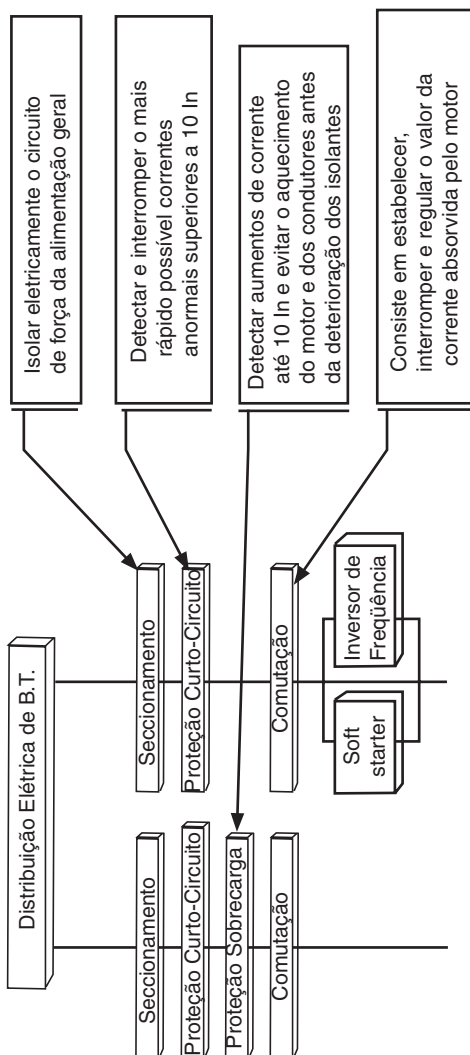 Distribuição Elétrica de B.T.
Seccionamento
Proteção Curto-Circuito
Proteção Sobrecarga
Comutação
Seccionamento
Proteção Curto-Circuito
Comutação
Soft
starter
Inversor de
Freqüência
Isolar eletricamente o circuito
de força da alimentação geral
Detectar e interromper o mais
rápido possível correntes
anormais superiores a 10 In
Detectar aumentos de corrente
até 10 In e evitar o aquecimento
do motor e dos condutores antes
da deterioração dos isolantes
Consiste em estabelecer,
interromper e regular o valor da
corrente absorvida pelo motor